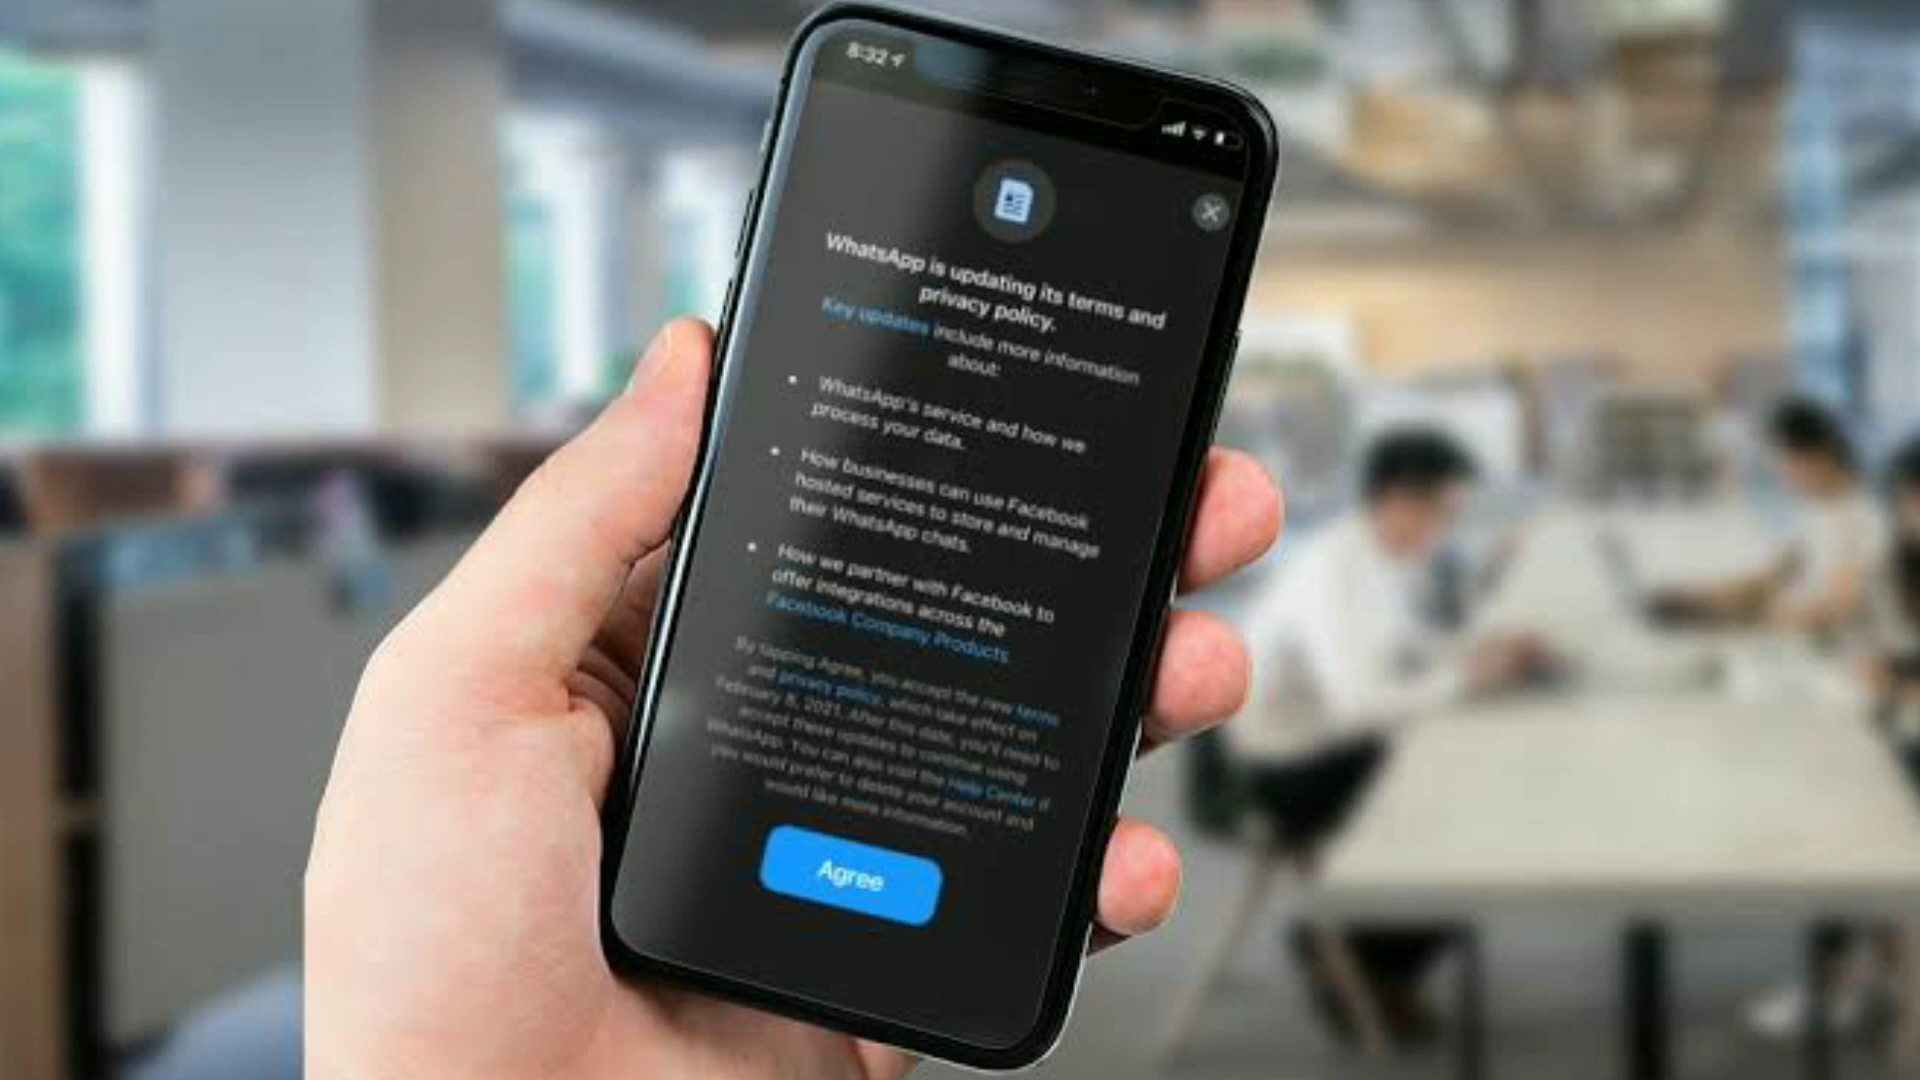 8:32
WhatsApp is updating its terms and
privacy policy.
Key updates include more information
about:
• WhatsApp's service and how we
process your data.
• How businesses can use Facebook
hosted services to store and manage
their WhatsApp chats.
• How we partner with Facebook to
offer integrations across the
Facebook Company Products.
By tapping Agree, you accept the new terms
and privacy policy, which take effect on
February 8, 2021. After this date, you'll need to
accept these updates to continue using
WhatsApp. You can also visit the Help Center if
you would prefer to delete your account and
would like more information.
Agree